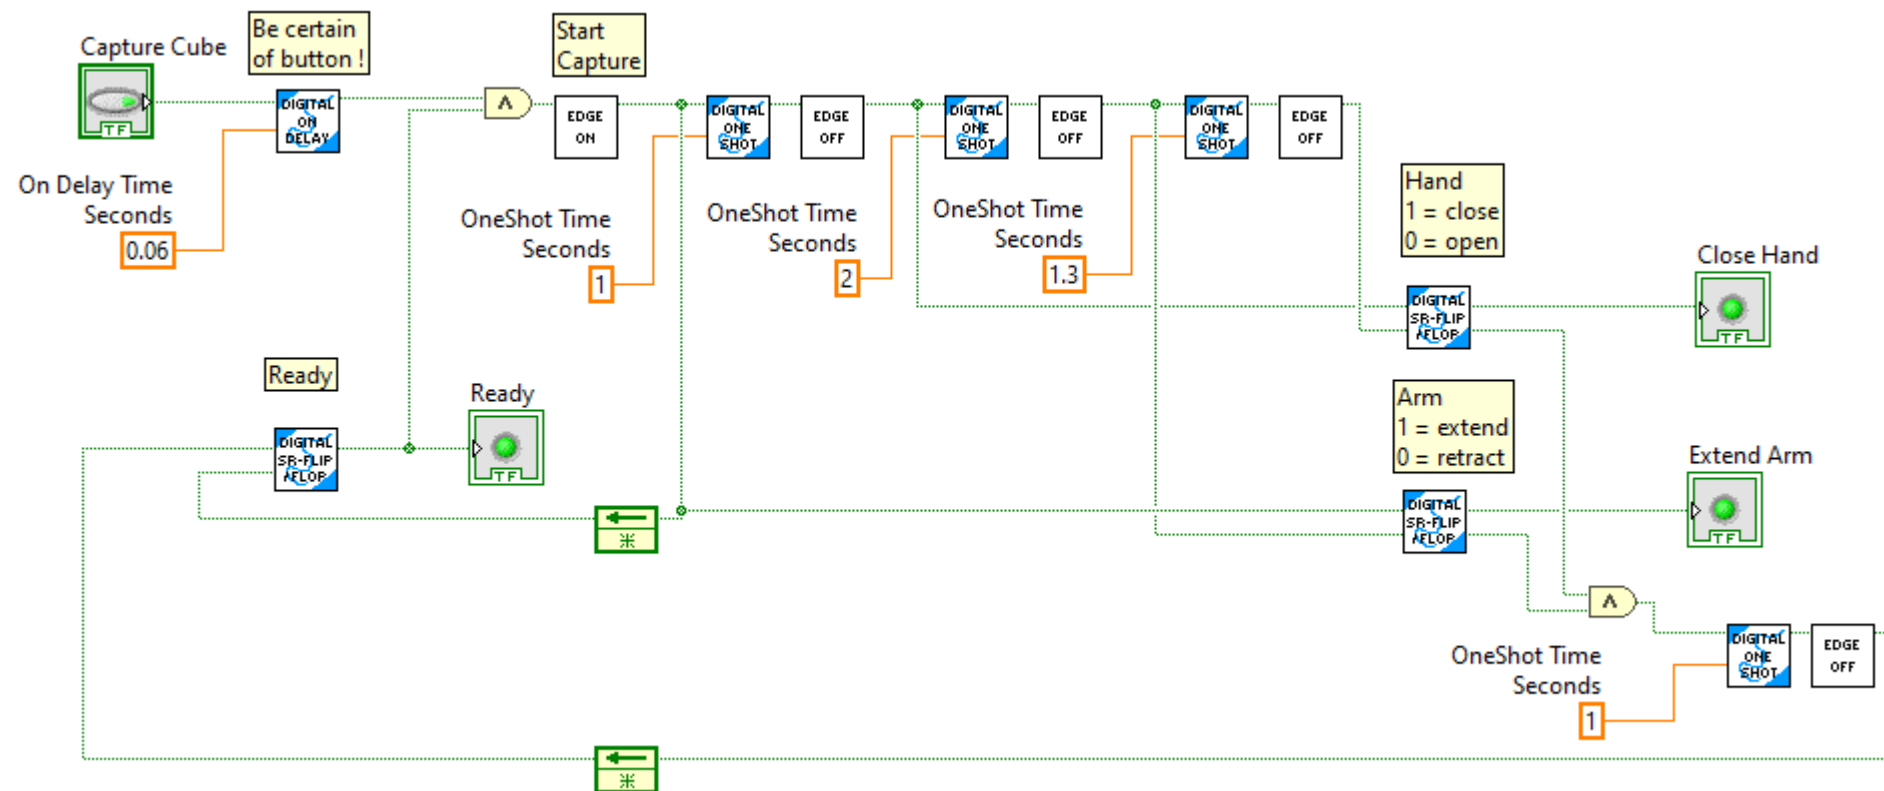 Capture Cube
TF
Be certain
of button !
DIGITAL
ON
DELAY
On Delay Time
Seconds
0.06
Λ
Start
Capture
EDGE
ON
DIGITAL
ONE
SHOT
EDGE
OFF
DIGITAL
ONE
SHOT
EDGE
OFF
DIGITAL
ONE
SHOT
EDGE
OFF
OneShot Time
Seconds
1
OneShot Time
Seconds
2
OneShot Time
Seconds
1.3
Hand
1 = close
0 = open
DIGITAL
SR-FLIP
FLOP
Close Hand
TF
Ready
DIGITAL
SR-FLIP
FLOP
Ready
TF
Arm
1 = extend
0 = retract
DIGITAL
SR-FLIP
FLOP
Extend Arm
TF
Λ
OneShot Time
Seconds
1
DIGITAL
ONE
SHOT
EDGE
OFF